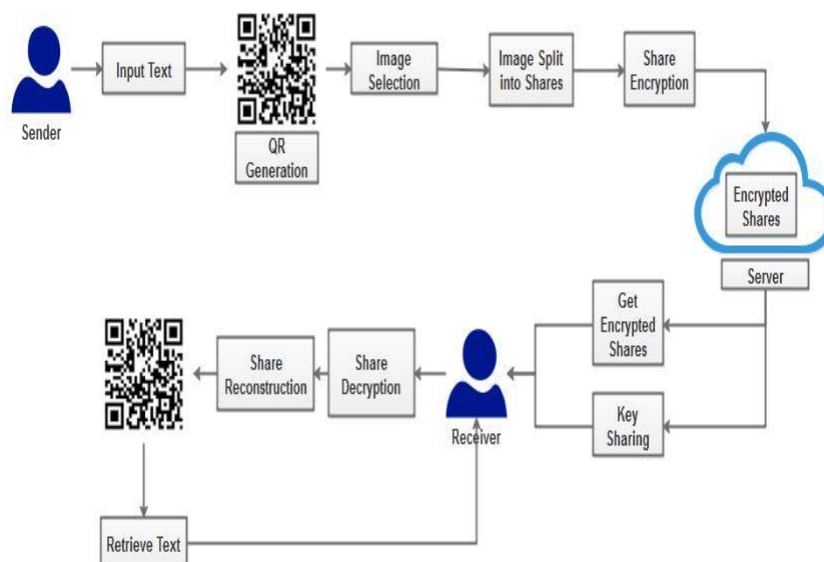 Sender
Input Text
QR
Generation
Image
Selection
Image Split
into Shares
Share
Encryption
Encrypted
Shares
Server
Get
Encrypted
Shares
Key
Sharing
Receiver
Share
Decryption
Share
Reconstruction
Retrieve Text